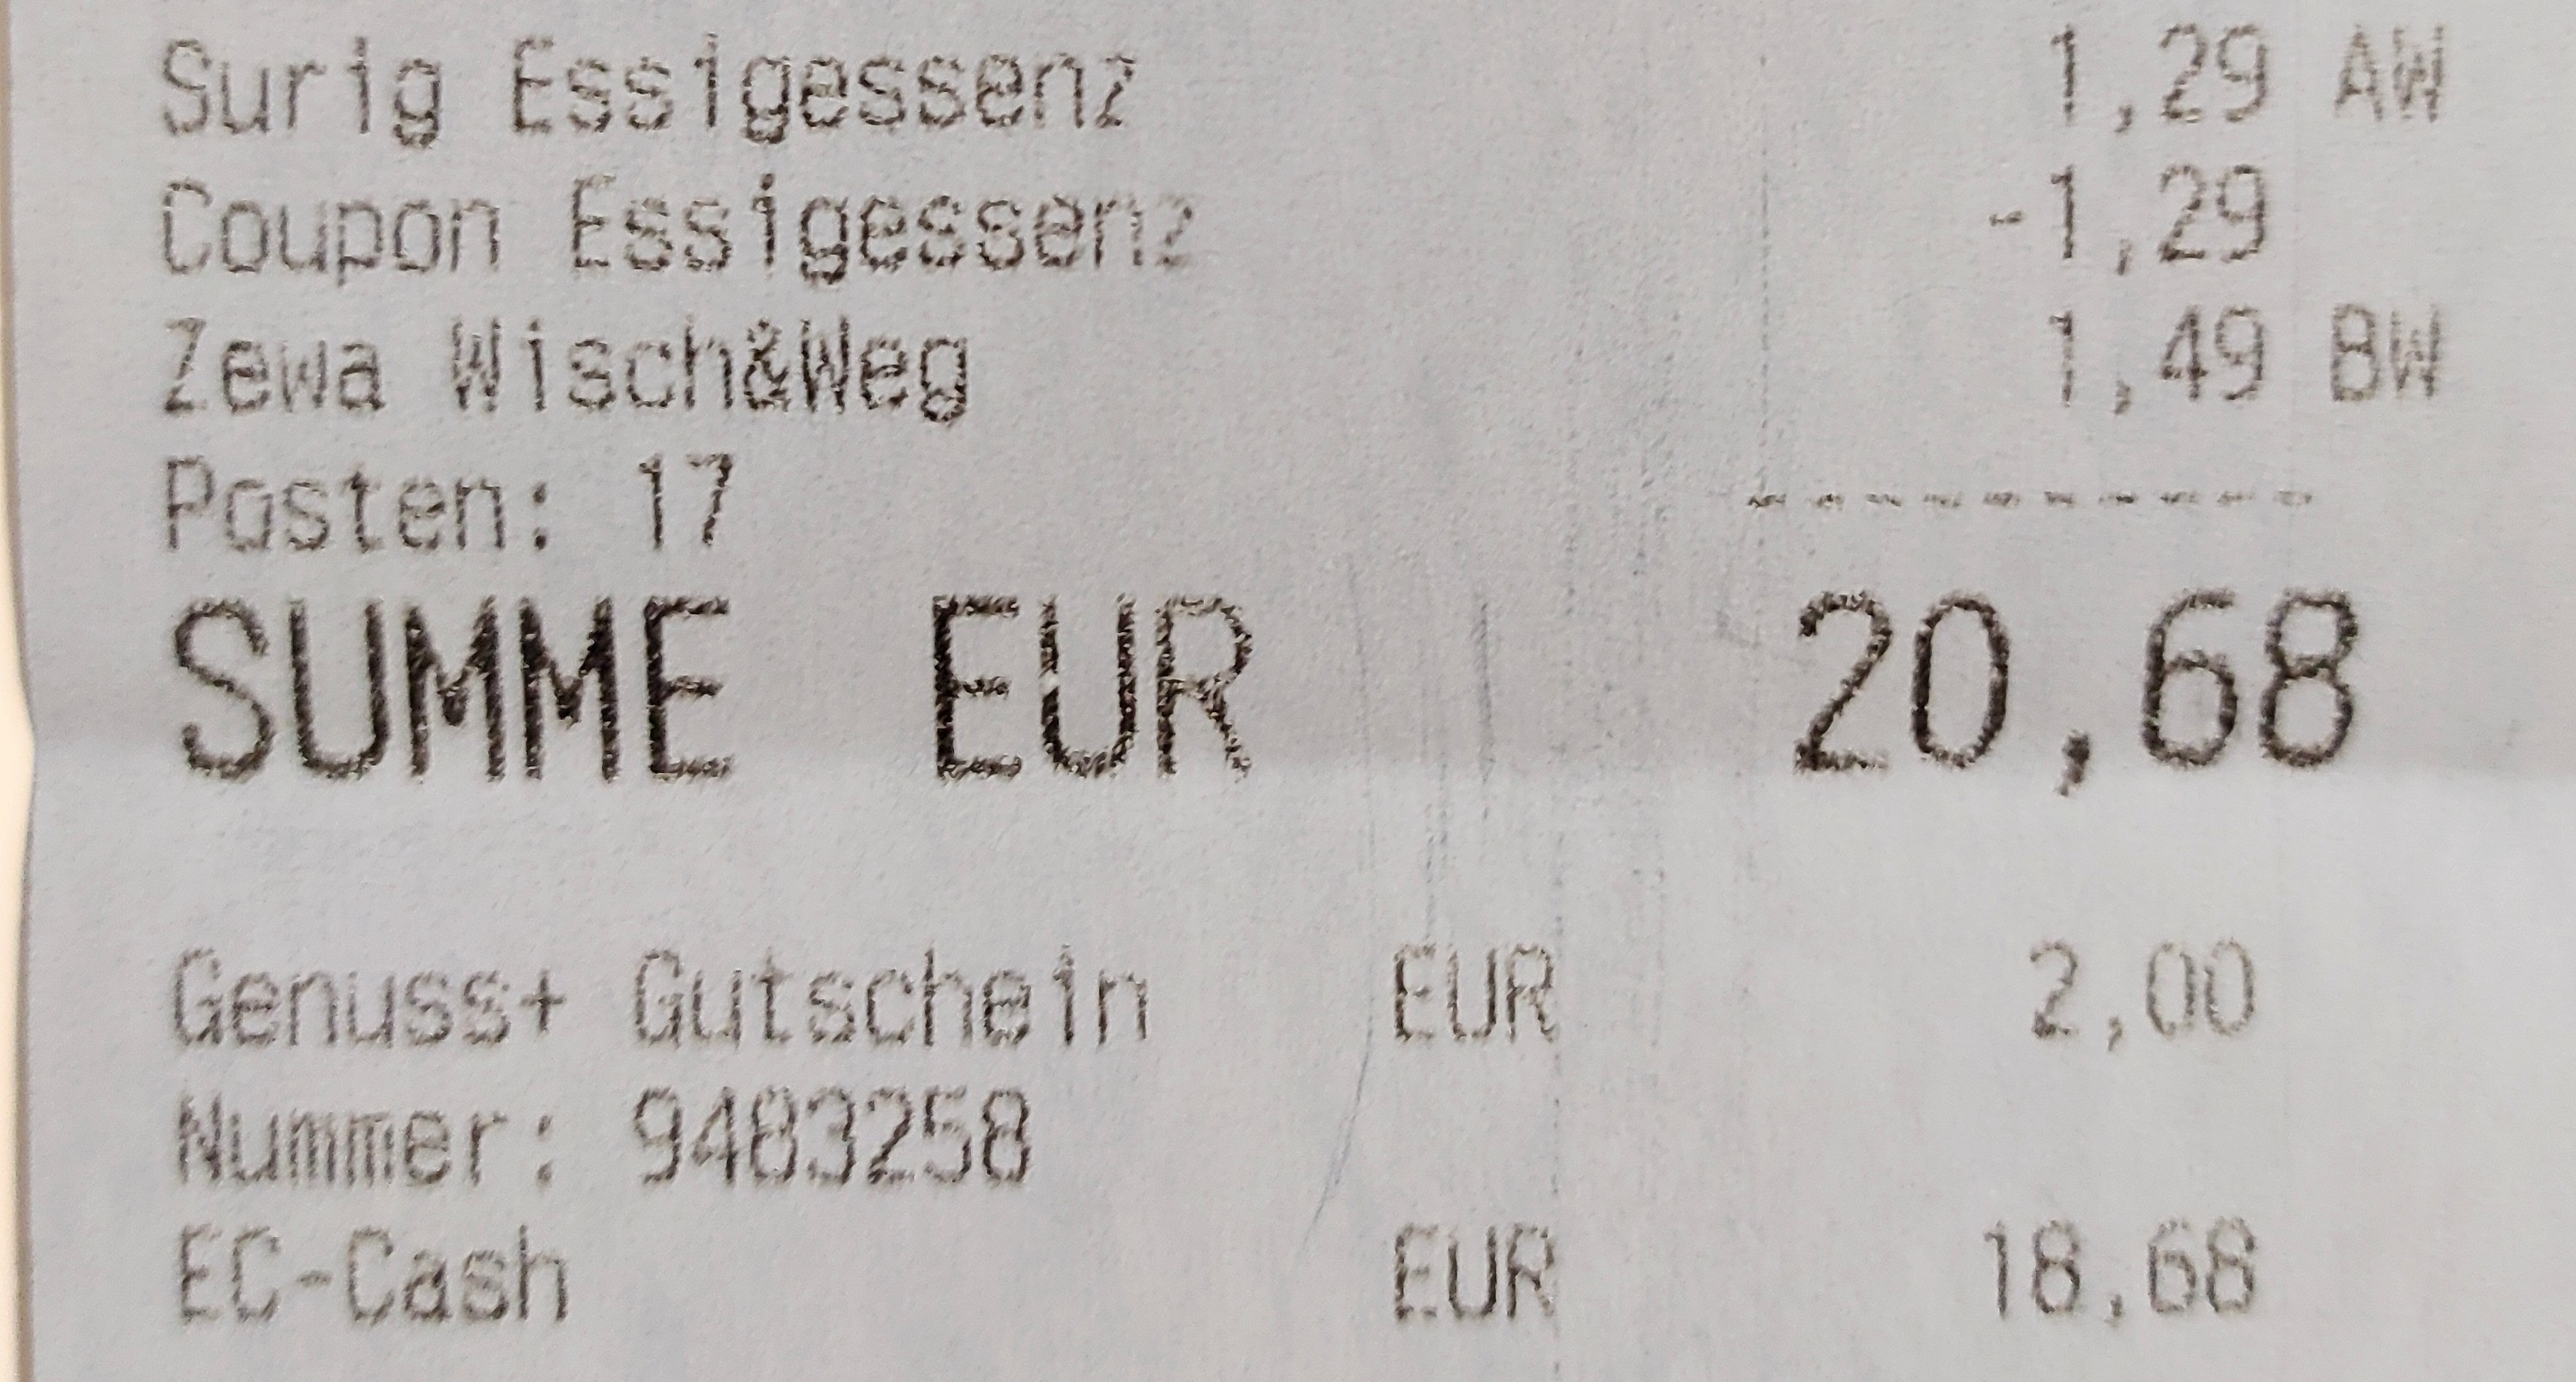 Surig Essigessenz 1,29 AW
Coupon Essigessenz -1,29
Zewa Wisch&Weg 1,49 BW
Posten: 17 ----------
SUMME EUR 20,68
Genuss+ Gutschein EUR 2,00
Nummer: 9483258
EC-Cash EUR 18,68